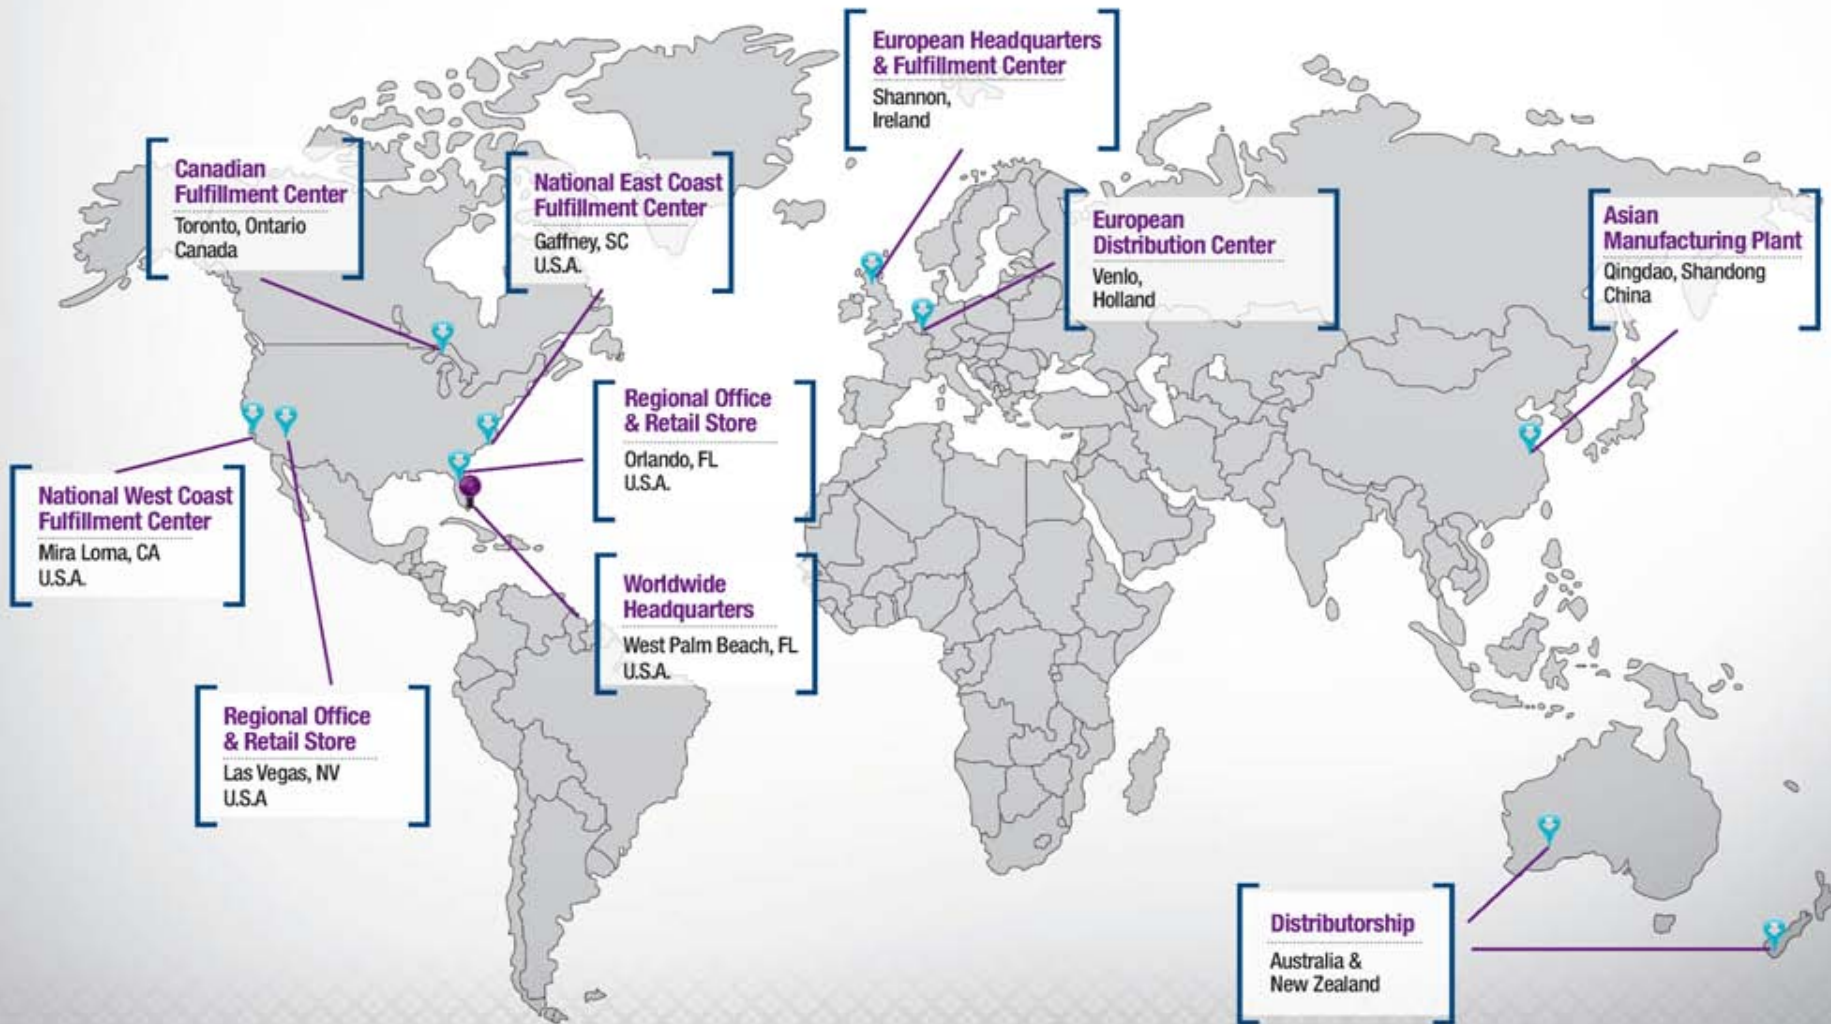 European Headquarters
& Fulfillment Center
Shannon,
Ireland
Canadian
Fulfillment Center
Toronto, Ontario
Canada
National East Coast
Fulfillment Center
Gaffney, SC
U.S.A.
European
Distribution Center
Venlo,
Holland
Asian
Manufacturing Plant
Qingdao, Shandong
China
Regional Office
& Retail Store
Orlando, FL
U.S.A.
National West Coast
Fulfillment Center
Mira Loma, CA
U.S.A.
Worldwide
Headquarters
West Palm Beach, FL
U.S.A.
Regional Office
& Retail Store
Las Vegas, NV
U.S.A
Distributorship
Australia &
New Zealand